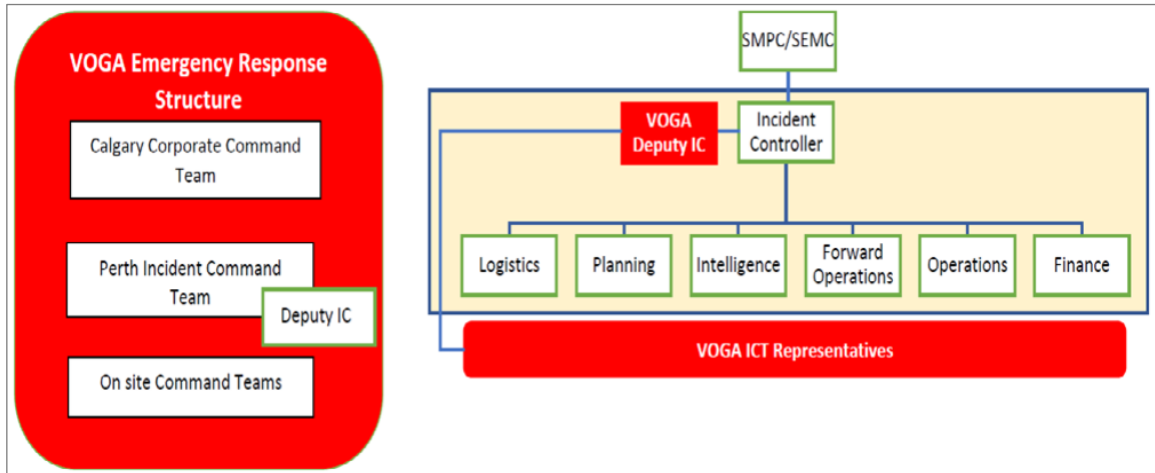 VOGA Emergency Response
Structure
Calgary Corporate Command
Team
Perth Incident Command
Team
Deputy IC
On site Command Teams
SMPC/SEMC
VOGA
Deputy IC
Incident
Controller
Logistics
Planning
Intelligence
Forward
Operations
Operations
Finance
VOGA ICT Representatives